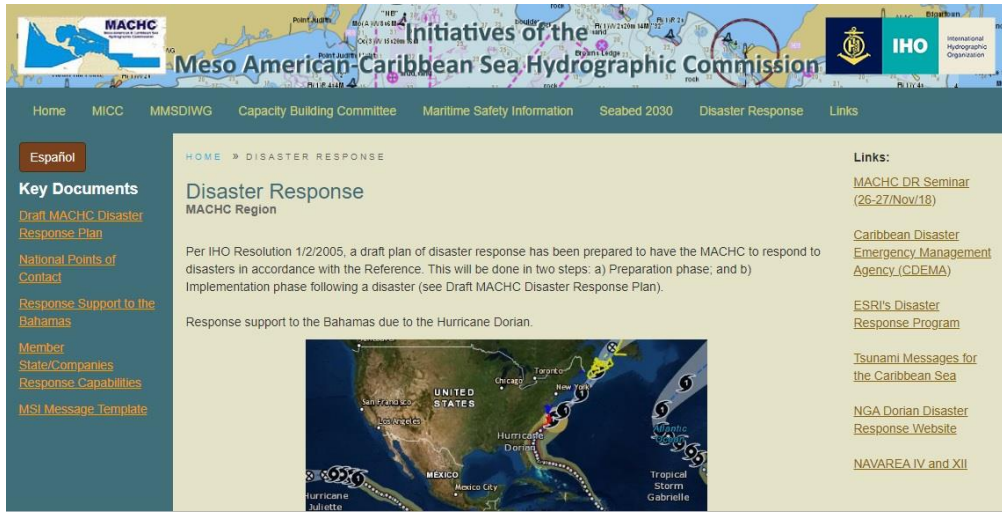 MACHC
Initiatives of the
Meso American-Caribbean Sea Hydrographic Commission
IHO
International
Hydrographic
Organization
Home MICC MMSDIWG Capacity Building Committee Maritime Safety Information Seabed 2030 Disaster Response Links
Español
Key Documents
Draft MACHC Disaster
Response Plan
National Points of
Contact
Response Support to the
Bahamas
Member
State/Companies
Response Capabilities
MSI Message Template
HOME » DISASTER RESPONSE
Disaster Response
MACHC Region
Per IHO Resolution 1/2/2005, a draft plan of disaster response has been prepared to have the MACHC to respond to
disasters in accordance with the Reference. This will be done in two steps: a) Preparation phase; and b)
Implementation phase following a disaster (see Draft MACHC Disaster Response Plan).
Response support to the Bahamas due to the Hurricane Dorian.
Toronto
Chicago
New York
UNITED
STATES
San Francisco
Los Angeles
Hurricane
Dorian
Atlantic
Ocean
MEXICO
Mexico City
Tropical
Storm
Gabrielle
Hurricane
Juliette
Links:
MACHC DR Seminar
(26-27/Nov/18)
Caribbean Disaster
Emergency Management
Agency (CDEMA)
ESRI's Disaster
Response Program
Tsunami Messages for
the Caribbean Sea
NGA Dorian Disaster
Response Website
NAVAREA IV and XII